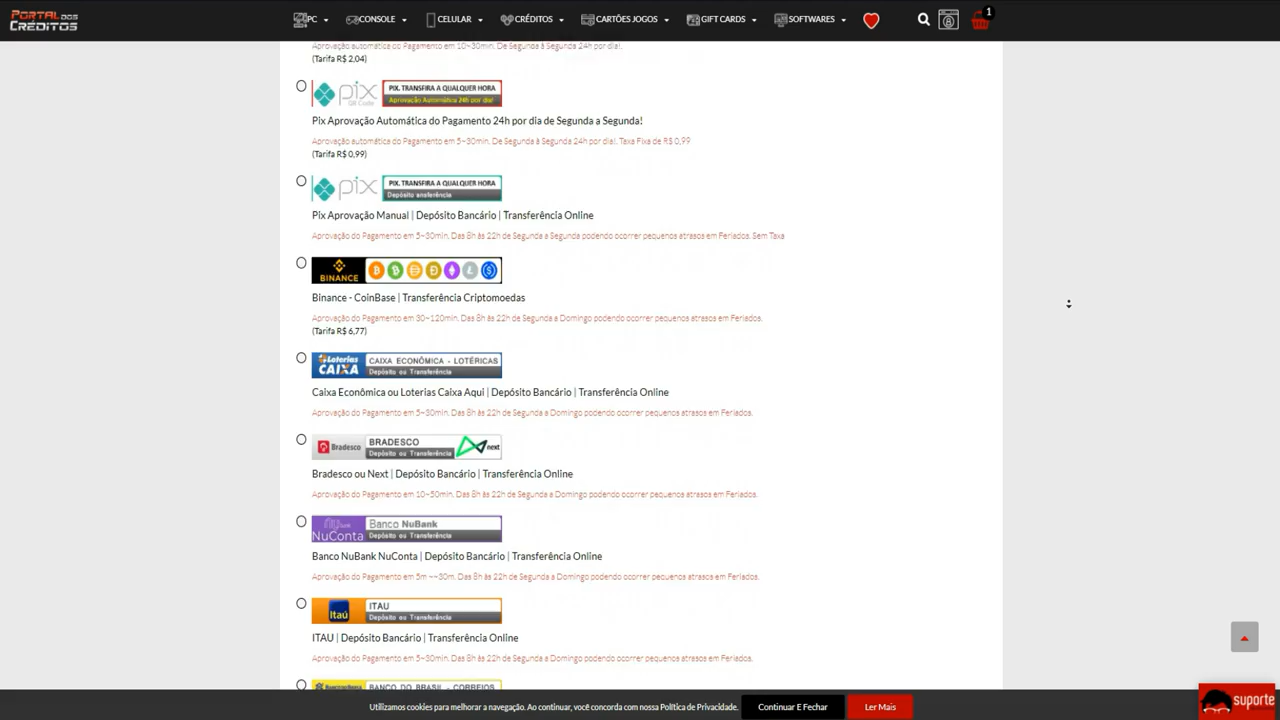 PORTAL DOS CRÉDITOS
PC
CONSOLE
CELULAR
CRÉDITOS
CARTÕES JOGOS
GIFT CARDS
SOFTWARES
1
Aprovação automática do Pagamento em 10~30min. De Segunda à Segunda 24h por dia!.
(Tarifa R$ 2,04)
pix QR Code
PIX. TRANSFIRA A QUALQUER HORA
Aprovação Automática 24h por dia!
Pix Aprovação Automática do Pagamento 24h por dia de Segunda a Segunda!
Aprovação automática do Pagamento em 5~30min. De Segunda à Segunda 24h por dia!. Taxa Fixa de R$ 0,99
(Tarifa R$ 0,99)
pix
PIX. TRANSFIRA A QUALQUER HORA
Depósito ansferência
Pix Aprovação Manual | Depósito Bancário | Transferência Online
Aprovação do Pagamento em 5~30min. Das 8h às 22h de Segunda a Segunda podendo ocorrer pequenos atrasos em Feriados. Sem Taxa
BINANCE
Binance - CoinBase | Transferência Criptomoedas
Aprovação do Pagamento em 30~120min. Das 8h às 22h de Segunda a Domingo podendo ocorrer pequenos atrasos em Feriados.
(Tarifa R$ 6,77)
Loterias CAIXA
CAIXA ECONÔMICA - LOTÉRICAS
Depósito ou Transferência
Caixa Econômica ou Loterias Caixa Aqui | Depósito Bancário | Transferência Online
Aprovação do Pagamento em 5~30min. Das 8h às 22h de Segunda a Domingo podendo ocorrer pequenos atrasos em Feriados.
Bradesco
BRADESCO
Depósito ou Transferência
next
Bradesco ou Next | Depósito Bancário | Transferência Online
Aprovação do Pagamento em 10~50min. Das 8h às 22h de Segunda a Domingo podendo ocorrer pequenos atrasos em Feriados.
nubank
NuConta
Banco NuBank
Depósito ou Transferência
Banco NuBank NuConta | Depósito Bancário | Transferência Online
Aprovação do Pagamento em 5m ~~30m. Das 8h às 22h de Segunda a Domingo podendo ocorrer pequenos atrasos em Feriados.
Itaú
ITAU
Depósito ou Transferência
ITAU | Depósito Bancário | Transferência Online
Aprovação do Pagamento em 5~30min. Das 8h às 22h de Segunda a Domingo podendo ocorrer pequenos atrasos em Feriados.
BANCO DO BRASIL - CORREIOS
Utilizamos cookies para melhorar a navegação. Ao continuar, você concorda com nossa Política de Privacidade.
Continuar E Fechar
Ler Mais
suporte